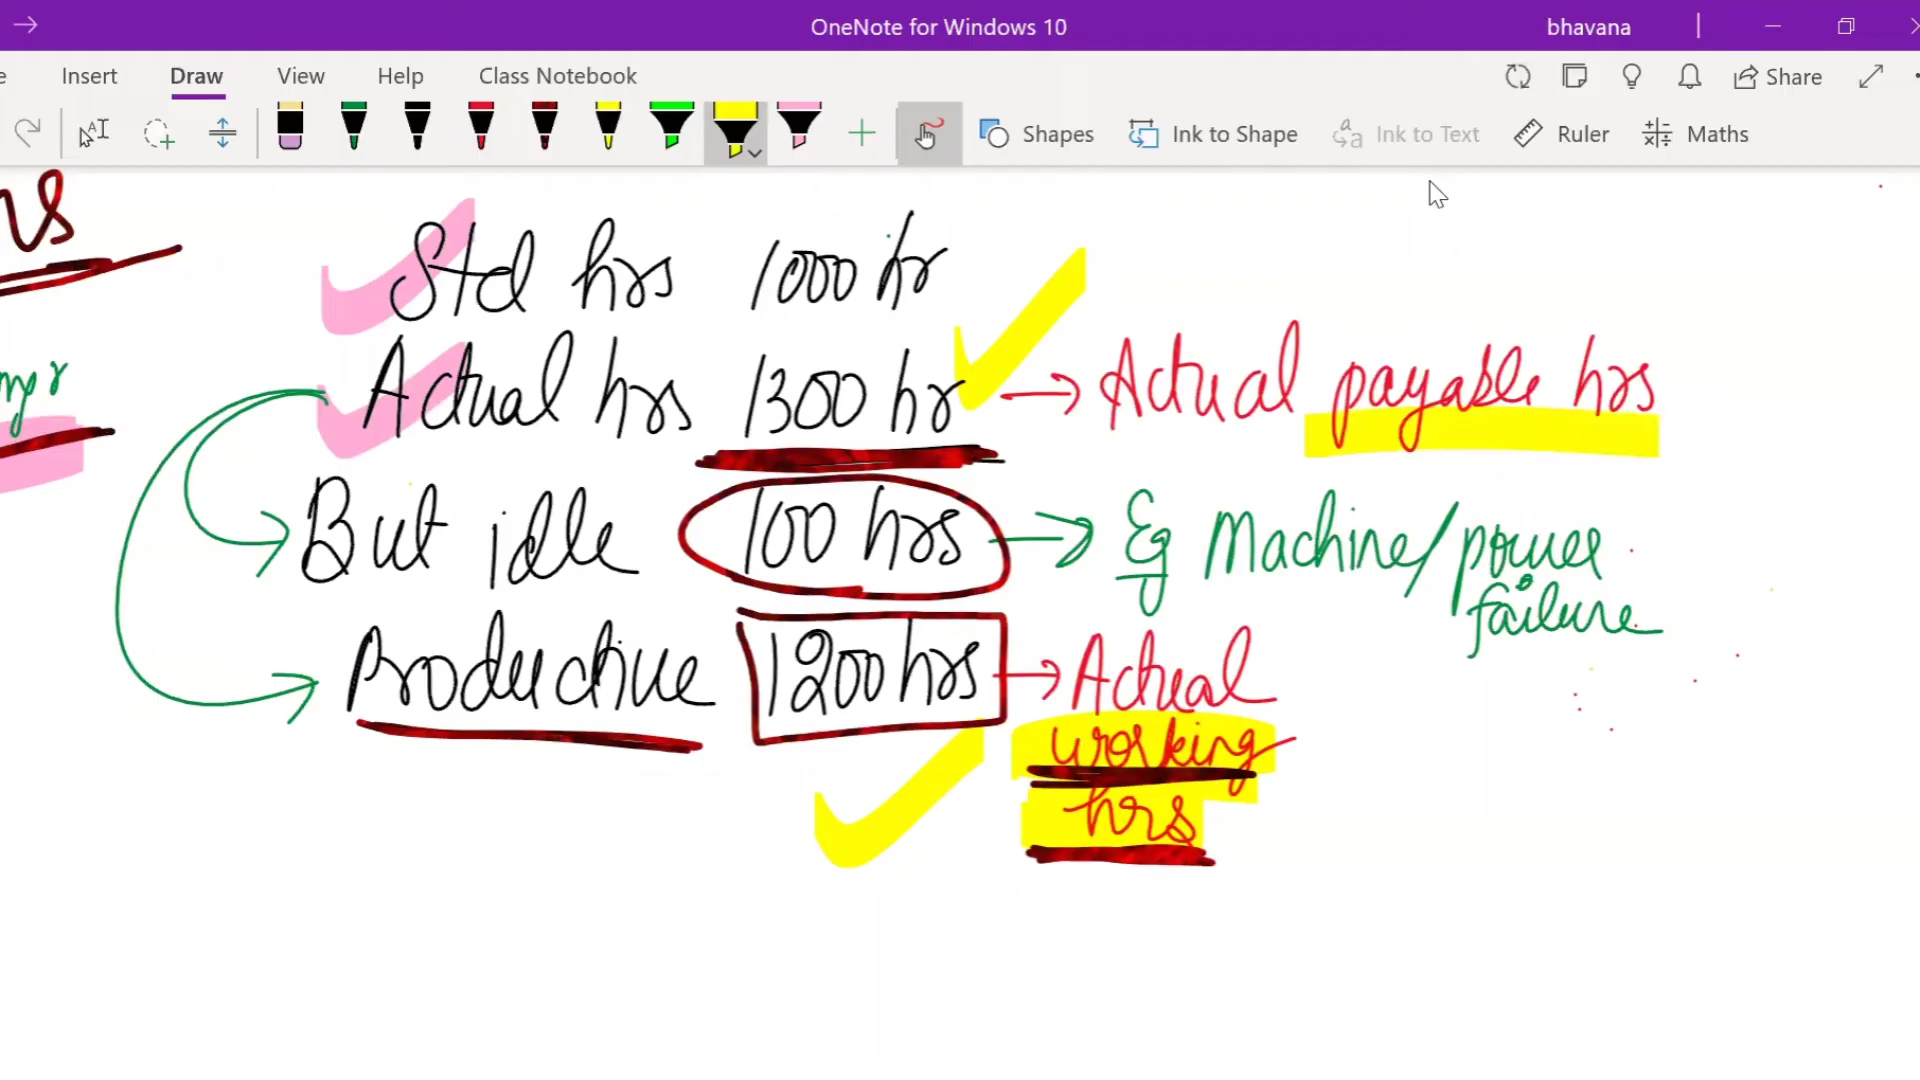 OneNote for Windows 10 bhavana
Insert Draw View Help Class Notebook Share
Shapes Ink to Shape Ink to Text Ruler Maths
Std hrs 1000 hr
Actual hrs 1300 hr → Actual payable hrs
But idle 100 hrs → Eg Machine/power failure
Productive 1200 hrs → Actual
working
hrs